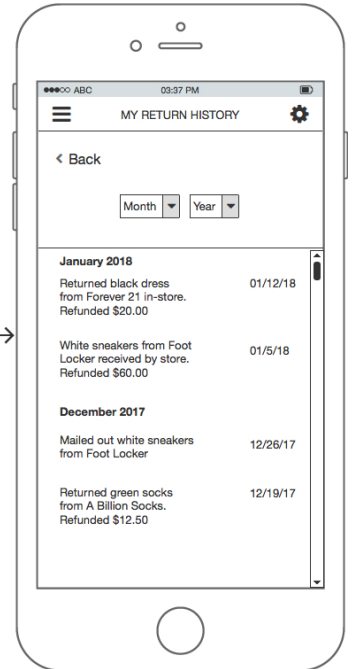 ABC 03:37 PM
MY RETURN HISTORY
< Back
Month Year
January 2018
Returned black dress 01/12/18
from Forever 21 in-store.
Refunded $20.00
White sneakers from Foot 01/5/18
Locker received by store.
Refunded $60.00
December 2017
Mailed out white sneakers 12/26/17
from Foot Locker
Returned green socks 12/19/17
from A Billion Socks.
Refunded $12.50